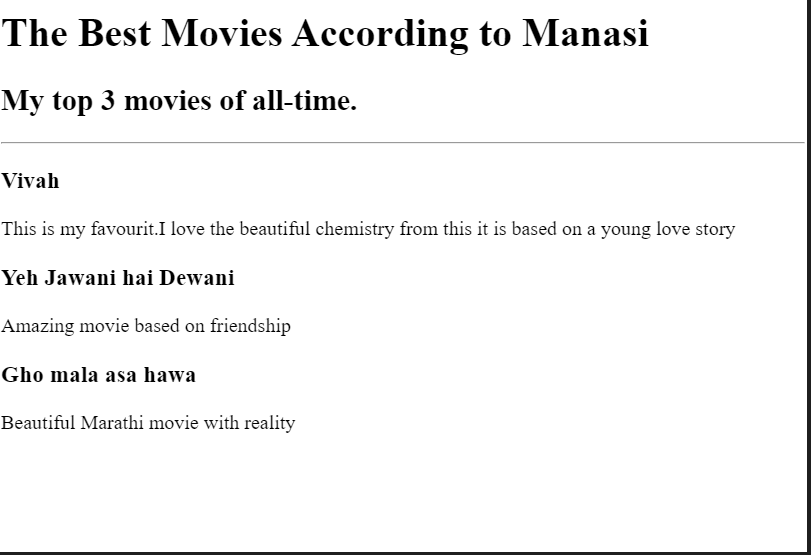 The Best Movies According to Manasi
My top 3 movies of all-time.
Vivah
This is my favourit.I love the beautiful chemistry from this it is based on a young love story
Yeh Jawani hai Dewani
Amazing movie based on friendship
Gho mala asa hawa
Beautiful Marathi movie with reality